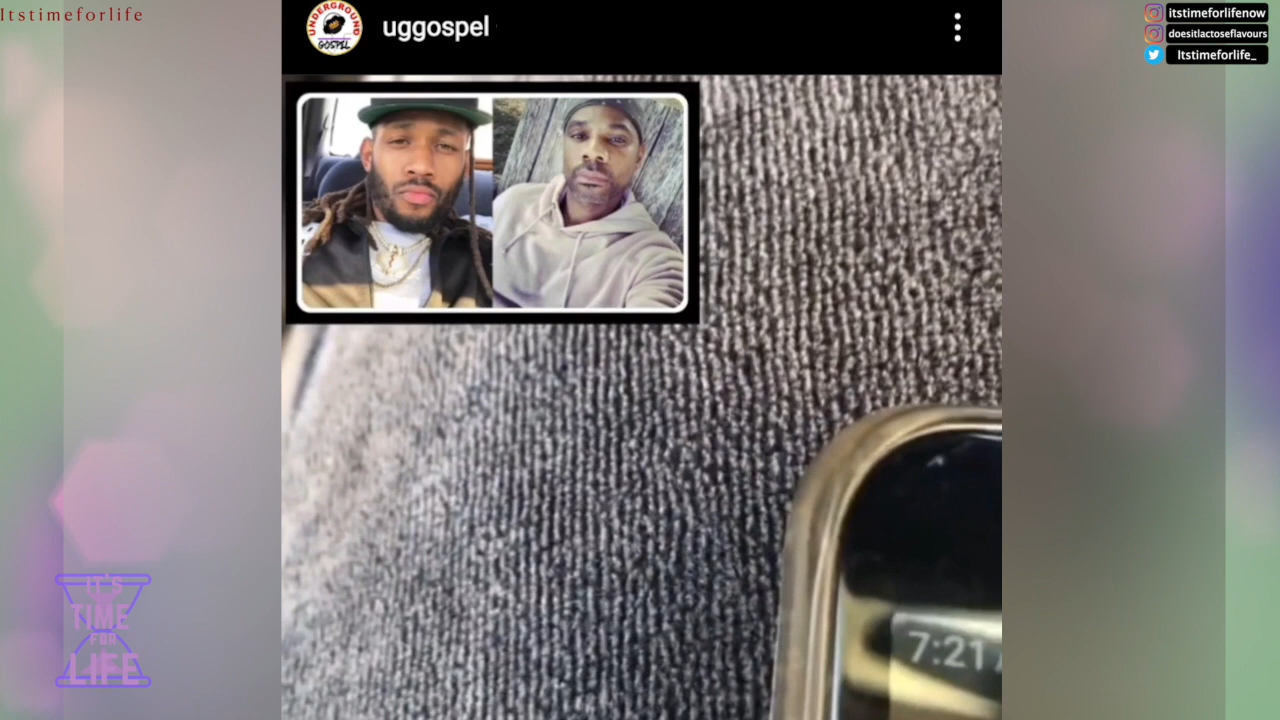 Itstimeforlife
UNDERGROUND
GOSPEL
uggospel
itstimeforlifenow
doesitlactoseflavours
Itstimeforlife_
7:21
IT'S
TIME
FOR
LIFE